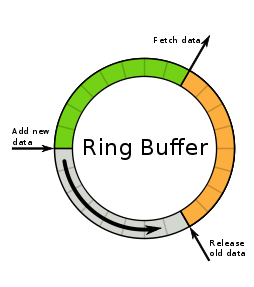 Fetch data
Add new
data
Ring Buffer
Release
old data